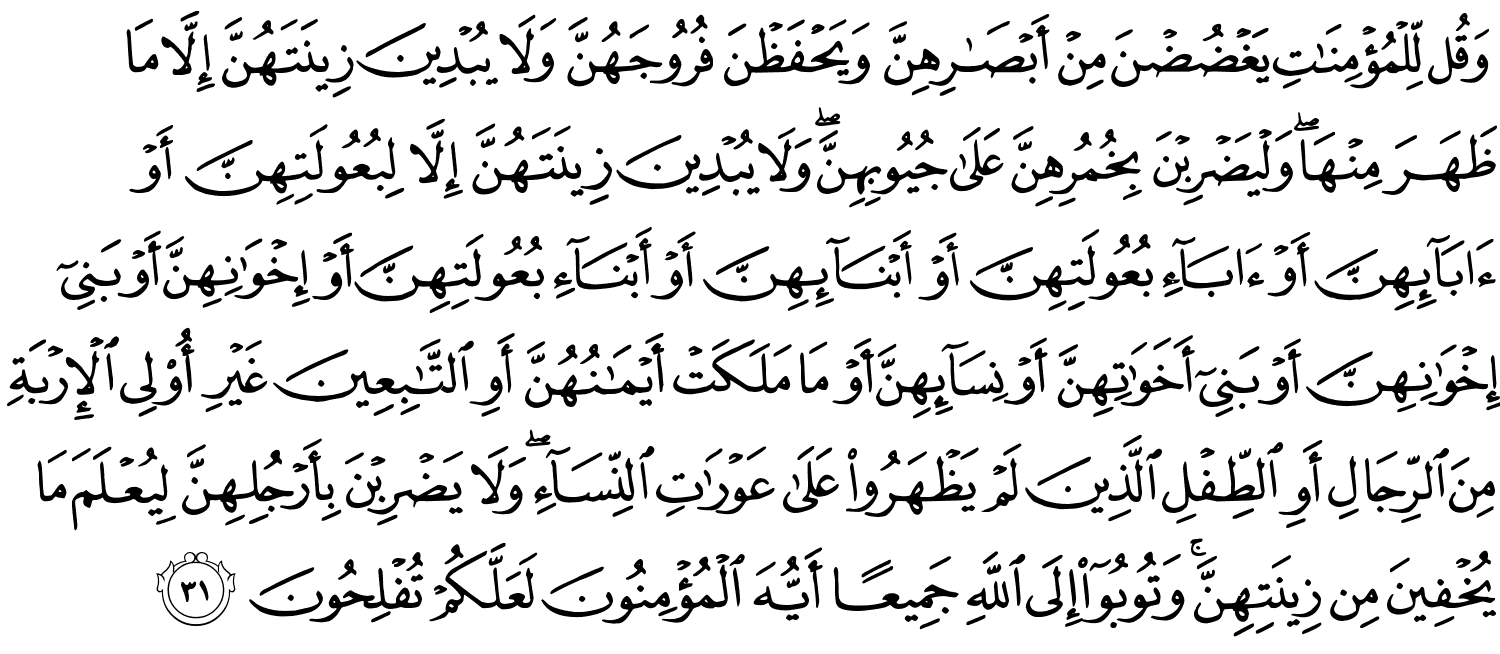 وَقُل لِّلْمُؤْمِنَٰتِ يَغْضُضْنَ مِنْ أَبْصَٰرِهِنَّ وَيَحْفَظْنَ فُرُوجَهُنَّ وَلَا يُبْدِينَ زِينَتَهُنَّ إِلَّا مَا
ظَهَرَ مِنْهَا ۖ وَلْيَضْرِبْنَ بِخُمُرِهِنَّ عَلَىٰ جُيُوبِهِنَّ ۖ وَلَا يُبْدِينَ زِينَتَهُنَّ إِلَّا لِبُعُولَتِهِنَّ أَوْ
ءَابَآئِهِنَّ أَوْ ءَابَآءِ بُعُولَتِهِنَّ أَوْ أَبْنَآئِهِنَّ أَوْ أَبْنَآءِ بُعُولَتِهِنَّ أَوْ إِخْوَٰنِهِنَّ أَوْ بَنِىٓ
إِخْوَٰنِهِنَّ أَوْ بَنِىٓ أَخَوَٰتِهِنَّ أَوْ نِسَآئِهِنَّ أَوْ مَا مَلَكَتْ أَيْمَٰنُهُنَّ أَوِ ٱلتَّٰبِعِينَ غَيْرِ أُو۟لِى ٱلْإِرْبَةِ
مِنَ ٱلرِّجَالِ أَوِ ٱلطِّفْلِ ٱلَّذِينَ لَمْ يَظْهَرُوا۟ عَلَىٰ عَوْرَٰتِ ٱلنِّسَآءِ ۖ وَلَا يَضْرِبْنَ بِأَرْجُلِهِنَّ لِيُعْلَمَ مَا
يُخْفِينَ مِن زِينَتِهِنَّ ۚ وَتُوبُوٓا۟ إِلَى ٱللَّهِ جَمِيعًا أَيُّهَ ٱلْمُؤْمِنُونَ لَعَلَّكُمْ تُفْلِحُونَ ٣١